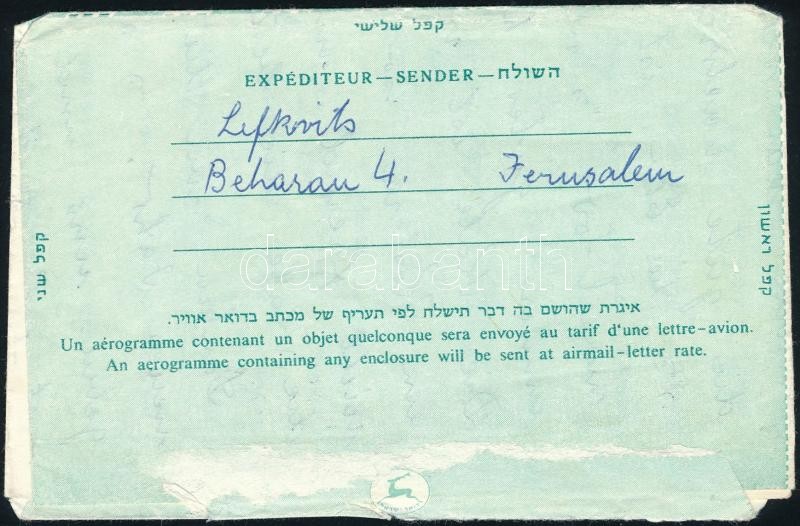 קפל שלישי
EXPÉDITEUR — SENDER — השולח
Lefkovits
Beharau 4. Jerusalem
קפל שני
קפל ראשון
darabanth
איגרת שהושם בה דבר תישלח לפי תעריף של מכתב בדואר אוויר.
Un aérogramme contenant un objet quelconque sera envoyé au tarif d'une lettre-avion.
An aerogramme containing any enclosure will be sent at airmail-letter rate.